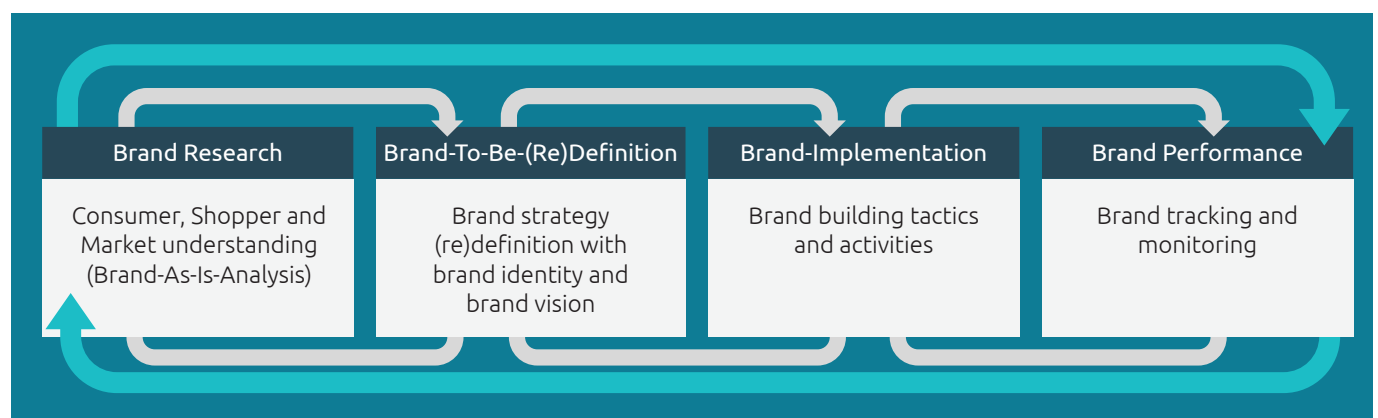 Brand Research
Consumer, Shopper and
Market understanding
(Brand-As-Is-Analysis)
Brand-To-Be-(Re)Definition
Brand strategy
(re)definition with
brand identity and
brand vision
Brand-Implementation
Brand building tactics
and activities
Brand Performance
Brand tracking and
monitoring